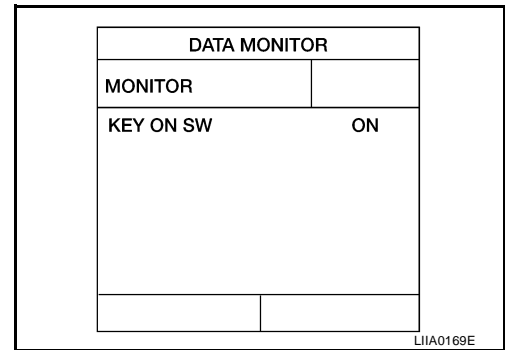 DATA MONITOR
MONITOR
KEY ON SW ON
LIIA0169E